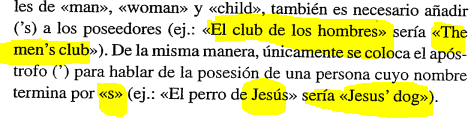 les de «man», «woman» y «child», también es necesario añadir
('s) a los poseedores (ej.: «El club de los hombres» sería «The
men's club»). De la misma manera, únicamente se coloca el após-
trofo (') para hablar de la posesión de una persona cuyo nombre
termina por «s» (ej.: «El perro de Jesús» sería «Jesus' dog»).